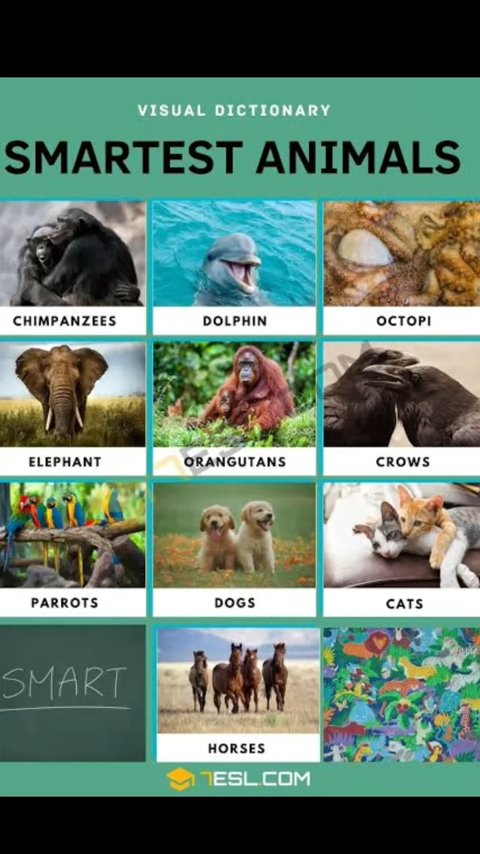 VISUAL DICTIONARY
SMARTEST ANIMALS
CHIMPANZEES
DOLPHIN
OCTOPI
ELEPHANT
ORANGUTANS
CROWS
PARROTS
DOGS
CATS
SMART
HORSES
7ESL.COM